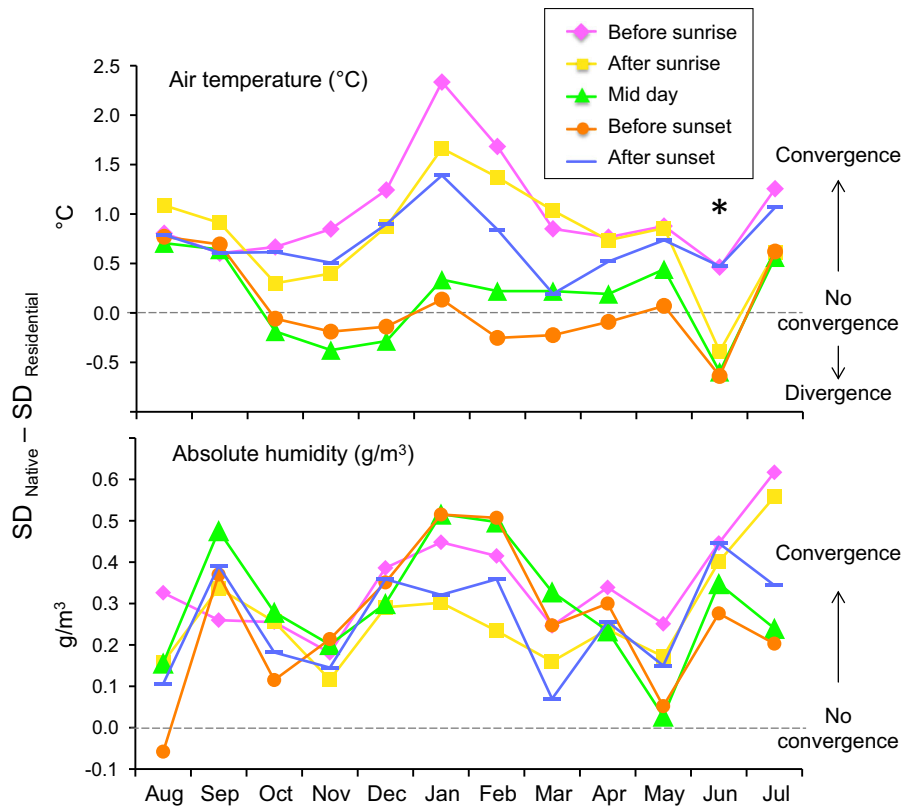 Before sunrise
After sunrise
Mid day
Before sunset
After sunset
Air temperature (°C)
2.5
2.0
1.5
1.0
0.5
0.0
-0.5
°C
*
Convergence
No
convergence
Divergence
SD Native – SD Residential
Absolute humidity (g/m³)
0.6
0.5
0.4
0.3
0.2
0.1
0.0
-0.1
g/m³
Convergence
No
convergence
Aug Sep Oct Nov Dec Jan Feb Mar Apr May Jun Jul